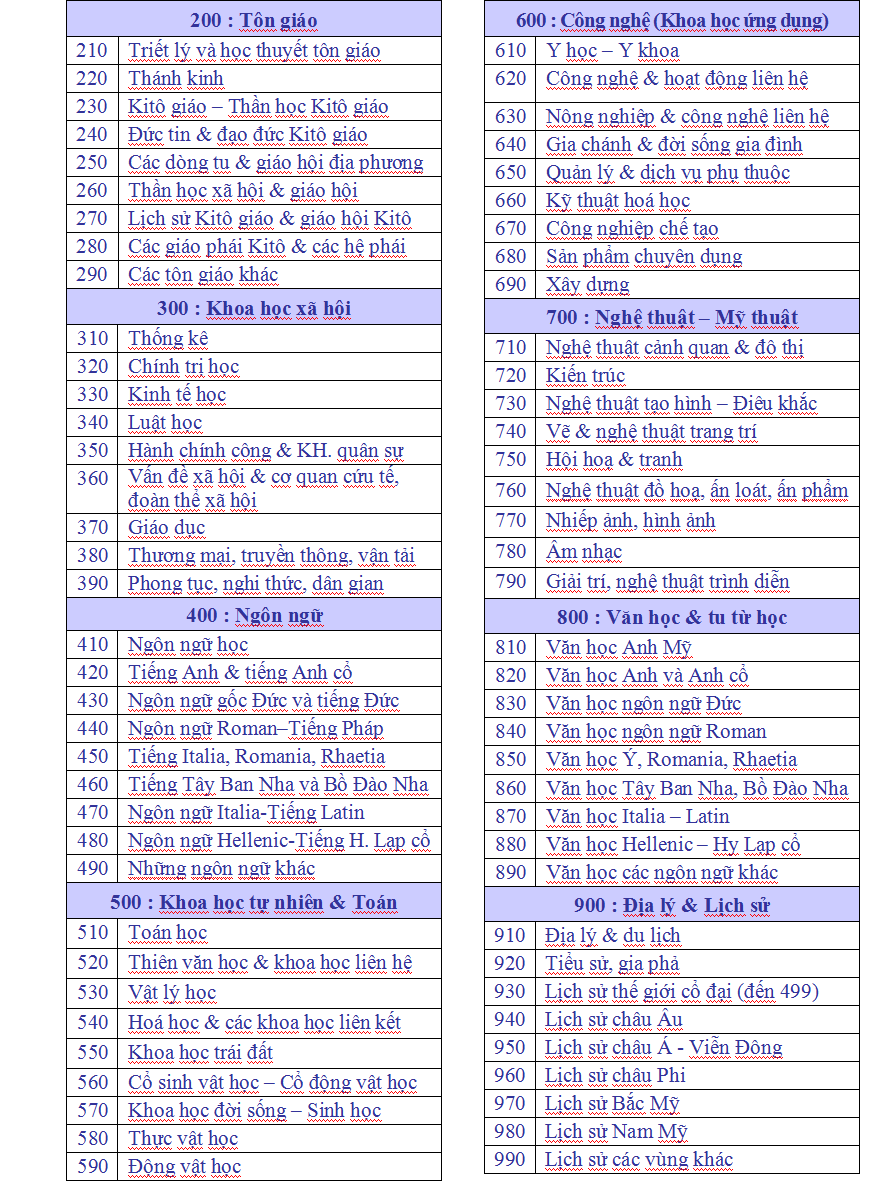 200 : Tôn giáo
210 Triết lý và học thuyết tôn giáo
220 Thánh kinh
230 Kitô giáo – Thần học Kitô giáo
240 Đức tin & đạo đức Kitô giáo
250 Các dòng tu & giáo hội địa phương
260 Thần học xã hội & giáo hội
270 Lịch sử Kitô giáo & giáo hội Kitô
280 Các giáo phái Kitô & các hệ phái
290 Các tôn giáo khác
300 : Khoa học xã hội
310 Thống kê
320 Chính trị học
330 Kinh tế học
340 Luật học
350 Hành chính công & KH. quân sự
360 Vấn đề xã hội & cơ quan cứu tế,
đoàn thể xã hội
370 Giáo dục
380 Thương mại, truyền thông, vận tải
390 Phong tục, nghi thức, dân gian
400 : Ngôn ngữ
410 Ngôn ngữ học
420 Tiếng Anh & tiếng Anh cổ
430 Ngôn ngữ gốc Đức và tiếng Đức
440 Ngôn ngữ Roman–Tiếng Pháp
450 Tiếng Italia, Romania, Rhaetia
460 Tiếng Tây Ban Nha và Bồ Đào Nha
470 Ngôn ngữ Italia-Tiếng Latin
480 Ngôn ngữ Hellenic-Tiếng H. Lạp cổ
490 Những ngôn ngữ khác
500 : Khoa học tự nhiên & Toán
510 Toán học
520 Thiên văn học & khoa học liên hệ
530 Vật lý học
540 Hoá học & các khoa học liên kết
550 Khoa học trái đất
560 Cổ sinh vật học – Cổ động vật học
570 Khoa học đời sống – Sinh học
580 Thực vật học
590 Động vật học
600 : Công nghệ (Khoa học ứng dụng)
610 Y học – Y khoa
620 Công nghệ & hoạt động liên hệ
630 Nông nghiệp & công nghệ liên hệ
640 Gia chánh & đời sống gia đình
650 Quản lý & dịch vụ phụ thuộc
660 Kỹ thuật hoá học
670 Công nghiệp chế tạo
680 Sản phẩm chuyên dụng
690 Xây dựng
700 : Nghệ thuật – Mỹ thuật
710 Nghệ thuật cảnh quan & đô thị
720 Kiến trúc
730 Nghệ thuật tạo hình – Điêu khắc
740 Vẽ & nghệ thuật trang trí
750 Hội hoạ & tranh
760 Nghệ thuật đồ hoạ, ấn loát, ấn phẩm
770 Nhiếp ảnh, hình ảnh
780 Âm nhạc
790 Giải trí, nghệ thuật trình diễn
800 : Văn học & tu từ học
810 Văn học Anh Mỹ
820 Văn học Anh và Anh cổ
830 Văn học ngôn ngữ Đức
840 Văn học ngôn ngữ Roman
850 Văn học Ý, Romania, Rhaetia
860 Văn học Tây Ban Nha, Bồ Đào Nha
870 Văn học Italia – Latin
880 Văn học Hellenic – Hy Lạp cổ
890 Văn học các ngôn ngữ khác
900 : Địa lý & Lịch sử
910 Địa lý & du lịch
920 Tiểu sử, gia phả
930 Lịch sử thế giới cổ đại (đến 499)
940 Lịch sử châu Âu
950 Lịch sử châu Á - Viễn Đông
960 Lịch sử châu Phi
970 Lịch sử Bắc Mỹ
980 Lịch sử Nam Mỹ
990 Lịch sử các vùng khác